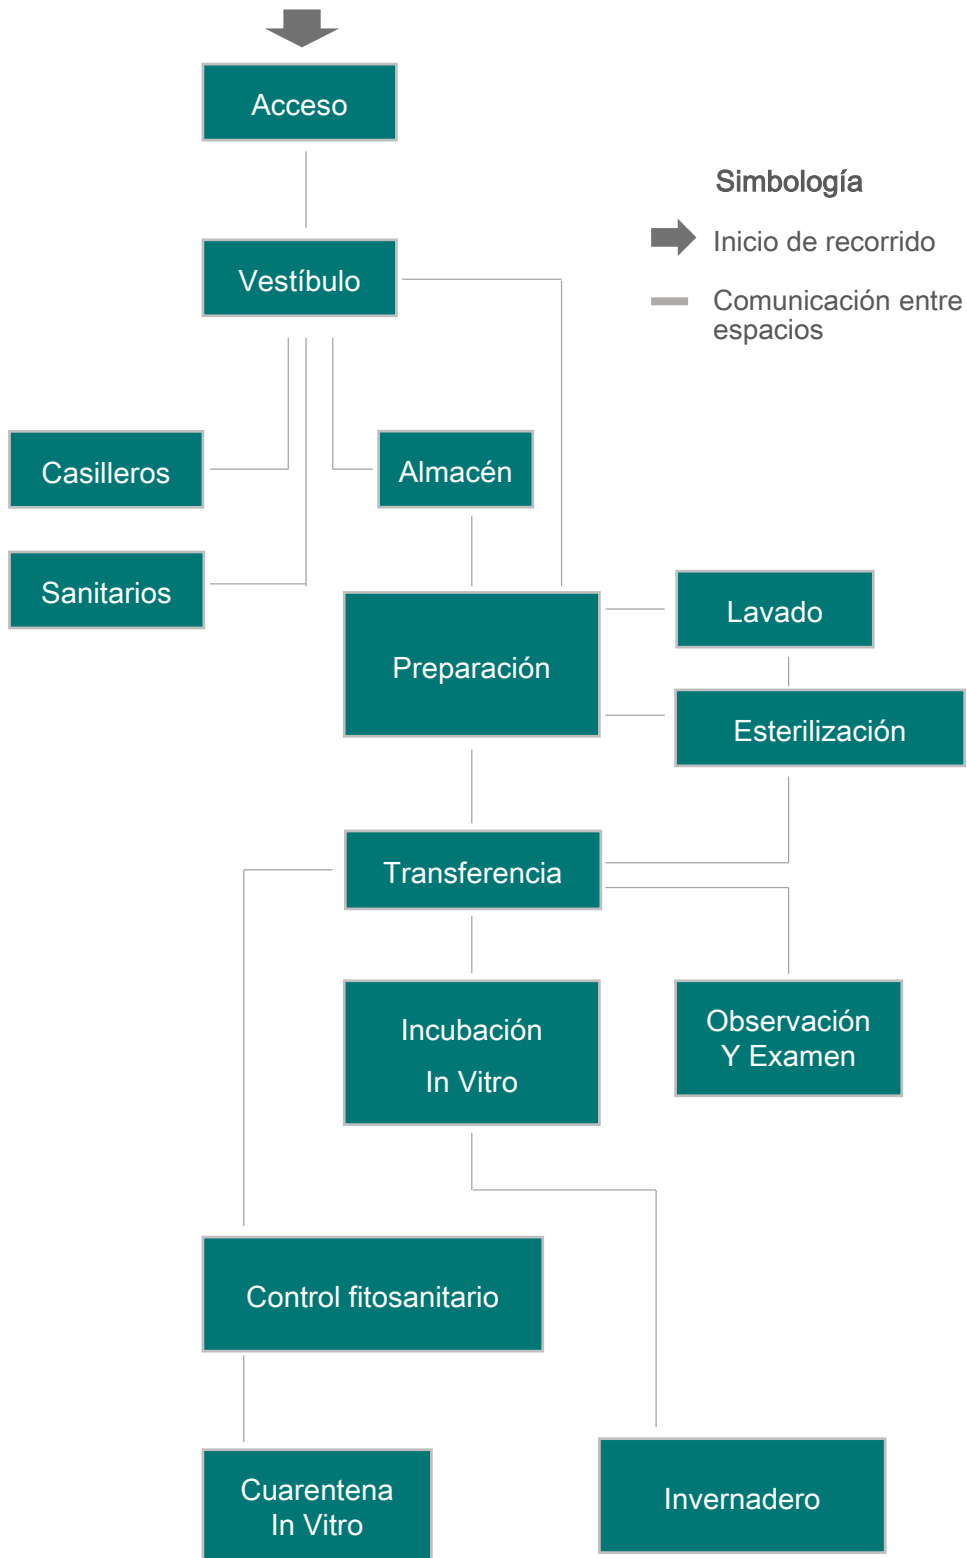 Acceso
Simbología
Inicio de recorrido
Vestíbulo
Comunicación entre
espacios
Casilleros
Almacén
Sanitarios
Lavado
Preparación
Esterilización
Transferencia
Incubación
In Vitro
Observación
Y Examen
Control fitosanitario
Cuarentena
In Vitro
Invernadero